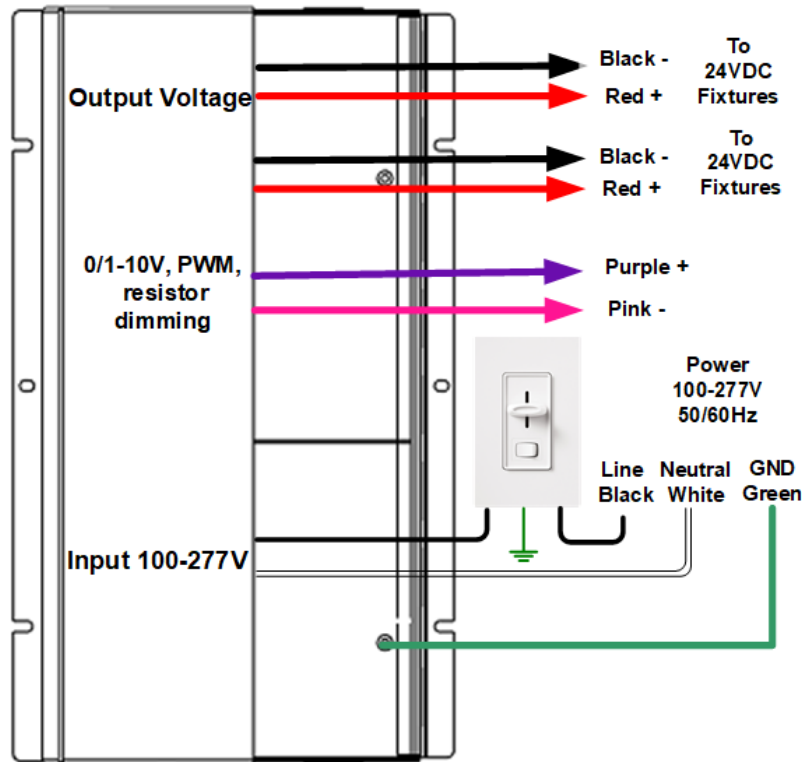 Output Voltage
Black -
Red +
To
24VDC
Fixtures
Black -
Red +
To
24VDC
Fixtures
0/1-10V, PWM,
resistor
dimming
Purple +
Pink -
Power
100-277V
50/60Hz
Line
Black
Neutral
White
GND
Green
Input 100-277V